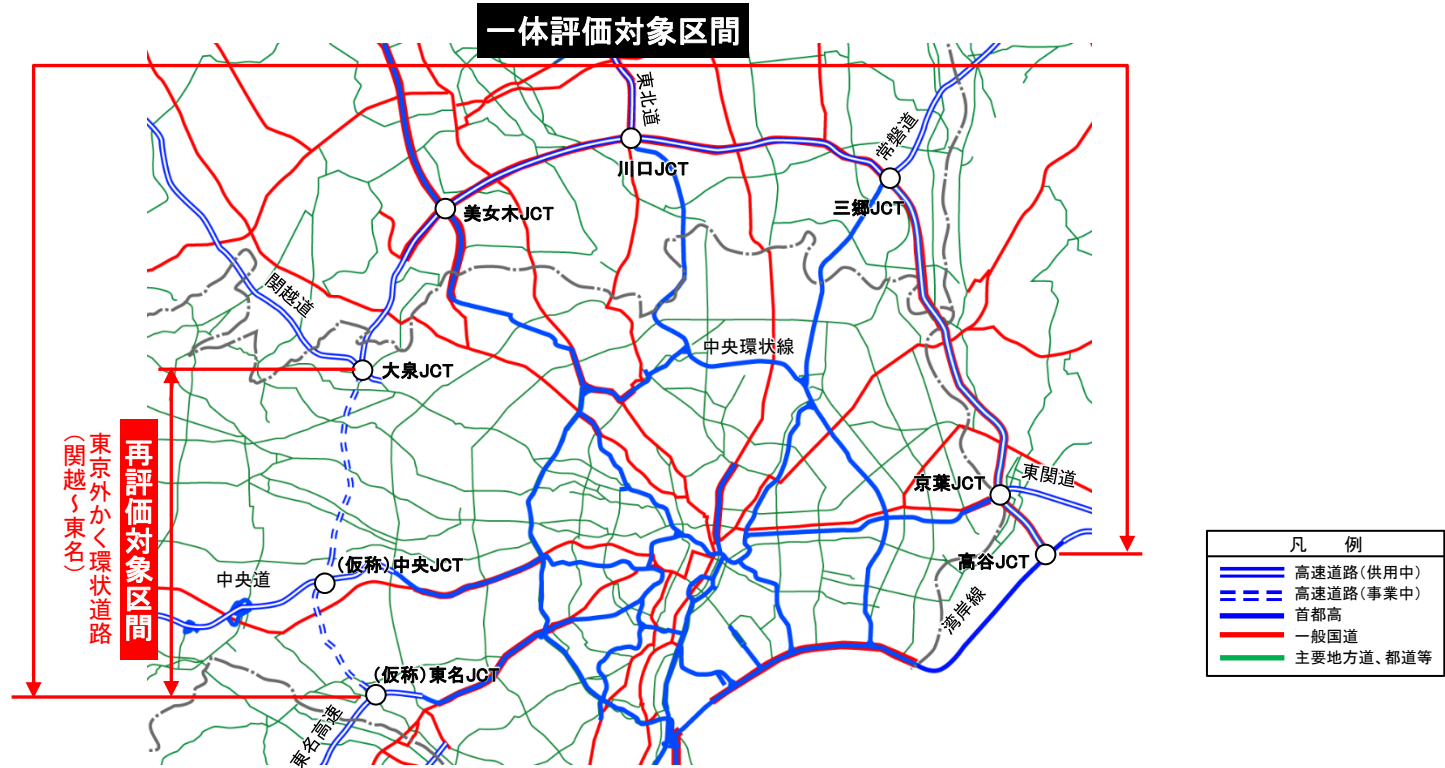 一体評価対象区間
東北道
常磐道
川口JCT
三郷JCT
美女木JCT
関越道
中央環状線
大泉JCT
再評価対象区間
東京外かく環状道路
（関越～東名）
京葉JCT
東関道
高谷JCT
湾岸線
(仮称)中央JCT
中央道
(仮称)東名JCT
東名高速
凡　例
高速道路(供用中)
高速道路(事業中)
首都高
一般国道
主要地方道、都道等